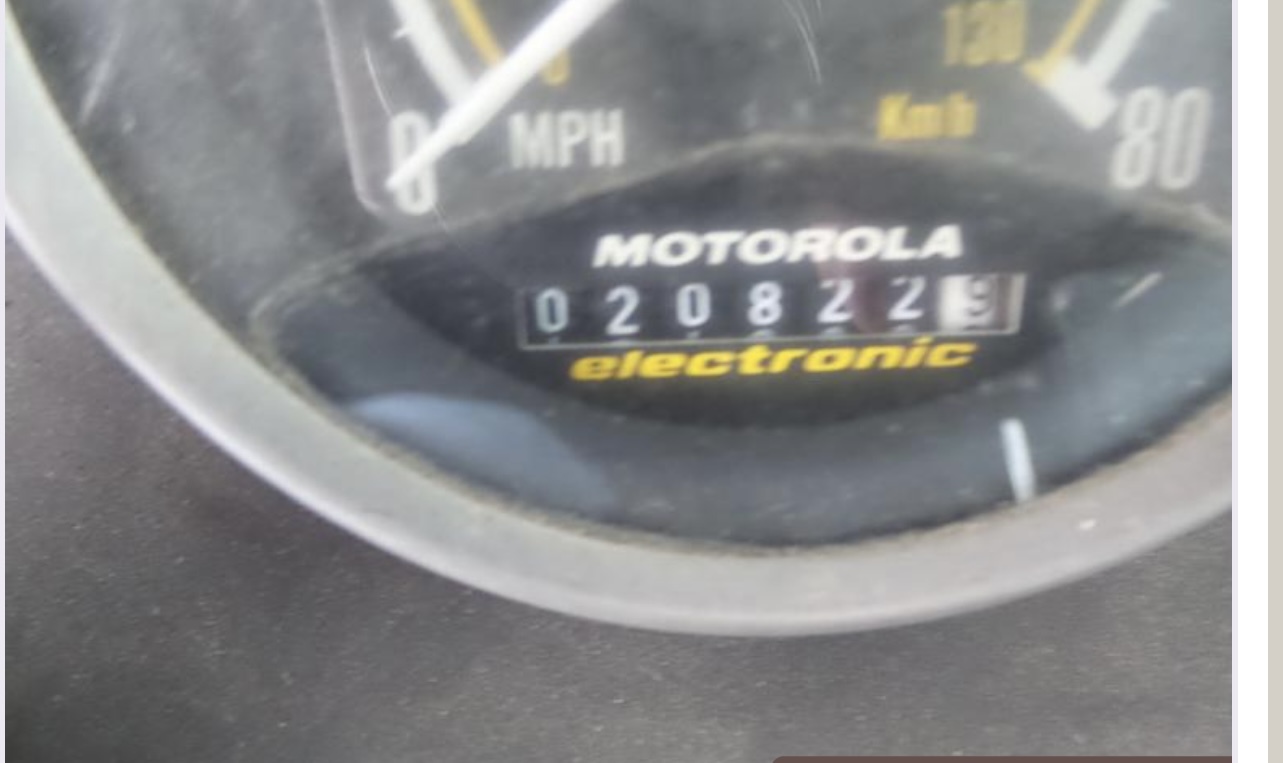 130
0 MPH Km h 80
MOTOROLA
0208229
electronic